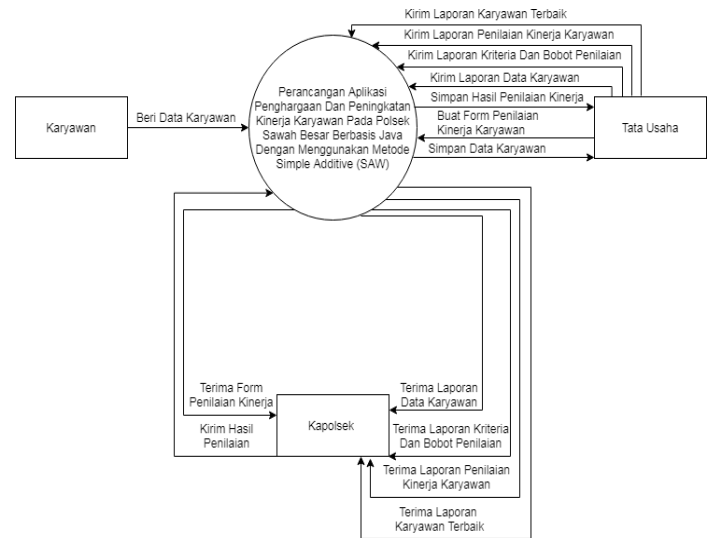 Kirim Laporan Karyawan Terbaik
Kirim Laporan Penilaian Kinerja Karyawan
Kirim Laporan Kriteria Dan Bobot Penilaian
Kirim Laporan Data Karyawan
Simpan Hasil Penilaian Kinerja
Buat Form Penilaian
Kinerja Karyawan
Simpan Data Karyawan
Karyawan
Beri Data Karyawan
Perancangan Aplikasi
Penghargaan Dan Peningkatan
Kinerja Karyawan Pada Polsek
Sawah Besar Berbasis Java
Dengan Menggunakan Metode
Simple Additive (SAW)
Tata Usaha
Terima Form
Penilaian Kinerja
Kirim Hasil
Penilaian
Kapolsek
Terima Laporan
Data Karyawan
Terima Laporan Kriteria
Dan Bobot Penilaian
Terima Laporan Penilaian
Kinerja Karyawan
Terima Laporan
Karyawan Terbaik